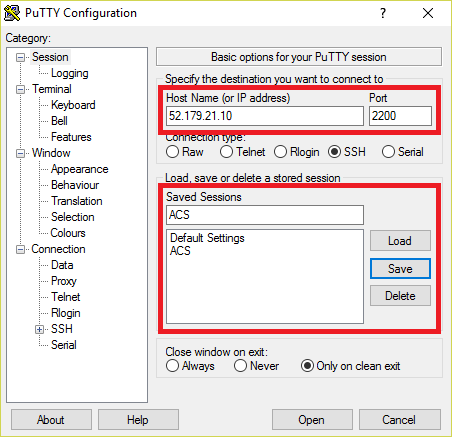 PuTTY Configuration
?
Category:
Session
Logging
Terminal
Keyboard
Bell
Features
Window
Appearance
Behaviour
Translation
Selection
Colours
Connection
Data
Proxy
Telnet
Rlogin
SSH
Serial
Basic options for your PuTTY session
Specify the destination you want to connect to
Host Name (or IP address) Port
52.179.21.10 2200
Connection type:
Raw Telnet Rlogin SSH Serial
Load, save or delete a stored session
Saved Sessions
ACS
Default Settings
ACS
Load
Save
Delete
Close window on exit:
Always Never Only on clean exit
About Help Open Cancel